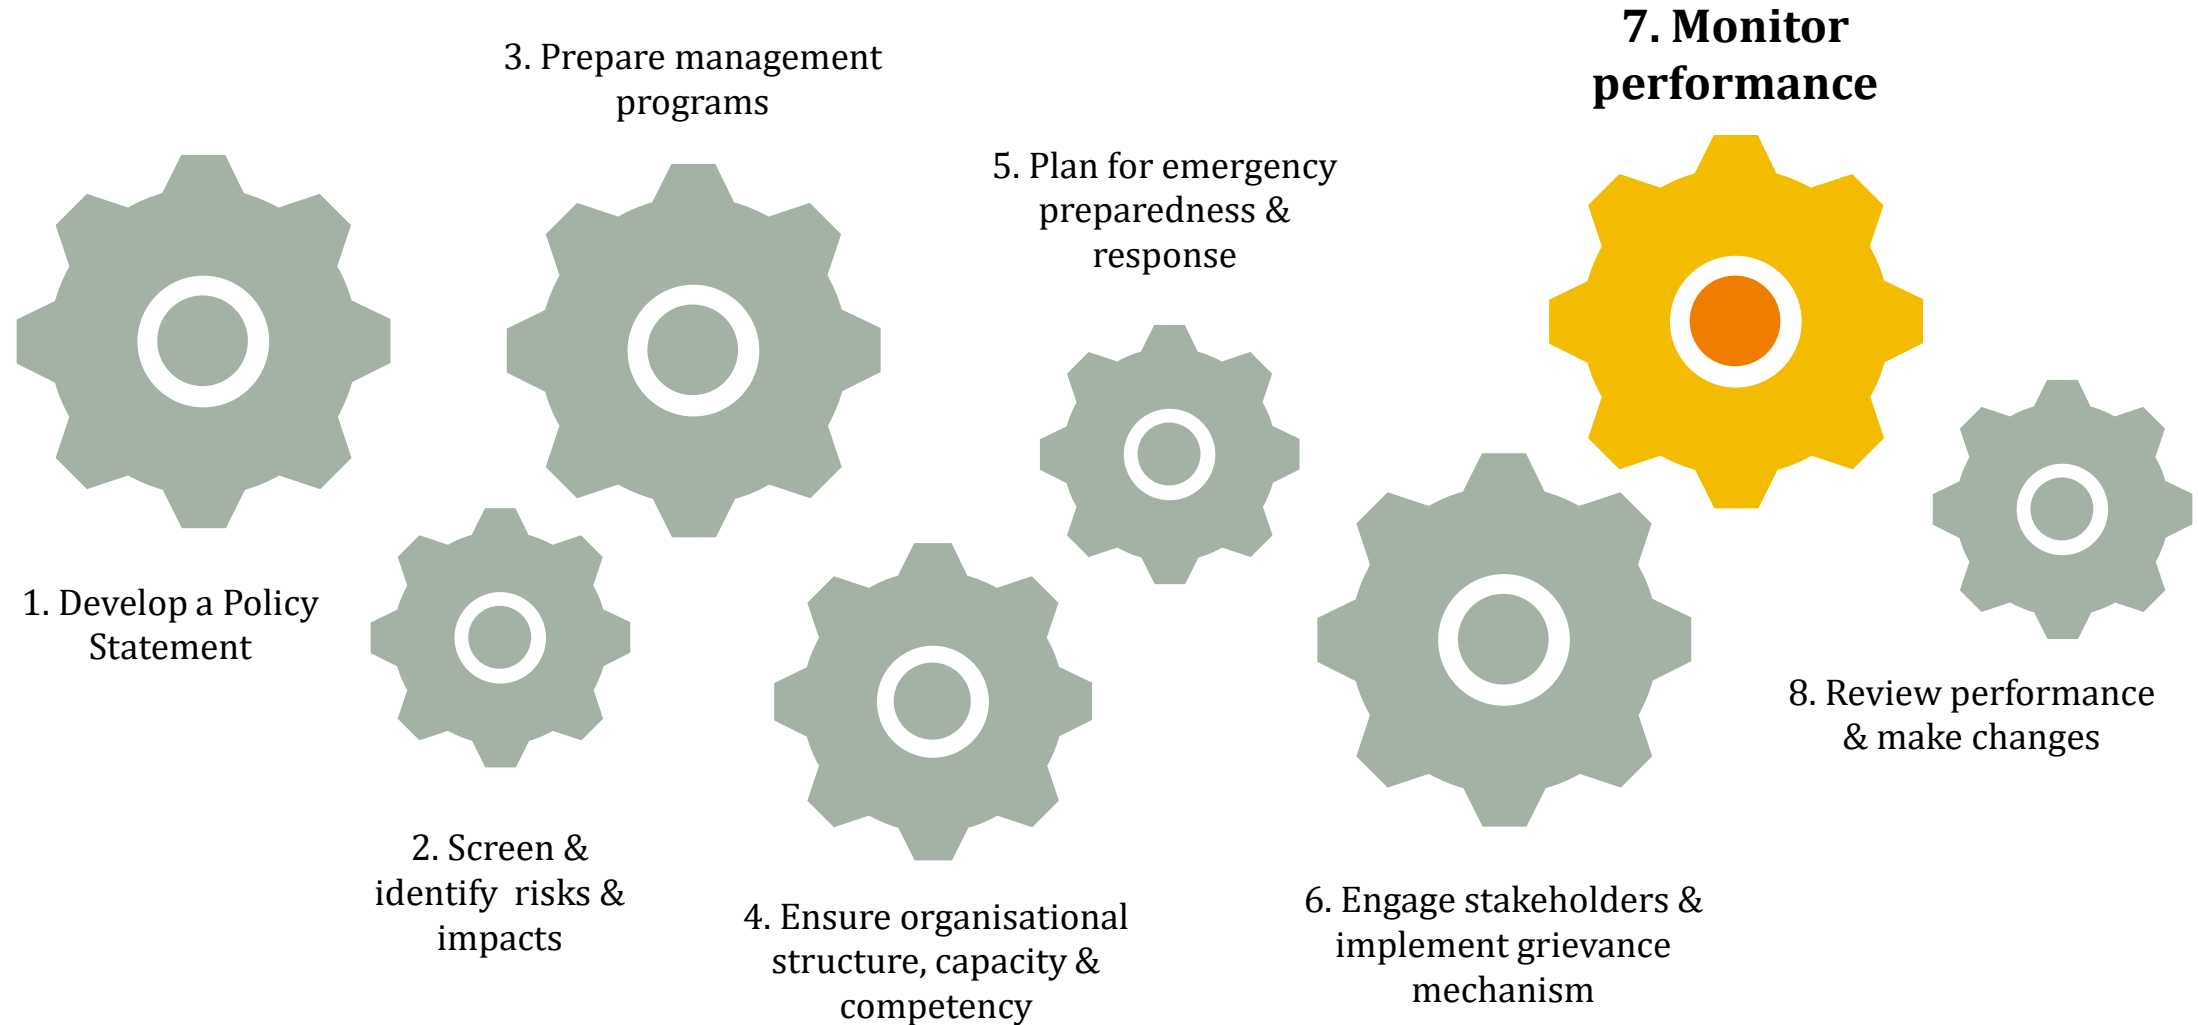 1. Develop a Policy
Statement
2. Screen &
identify  risks &
impacts
3. Prepare management
programs
4. Ensure organisational
structure, capacity &
competency
5. Plan for emergency
preparedness &
response
6. Engage stakeholders &
implement grievance
mechanism
7. Monitor
performance
8. Review performance
& make changes